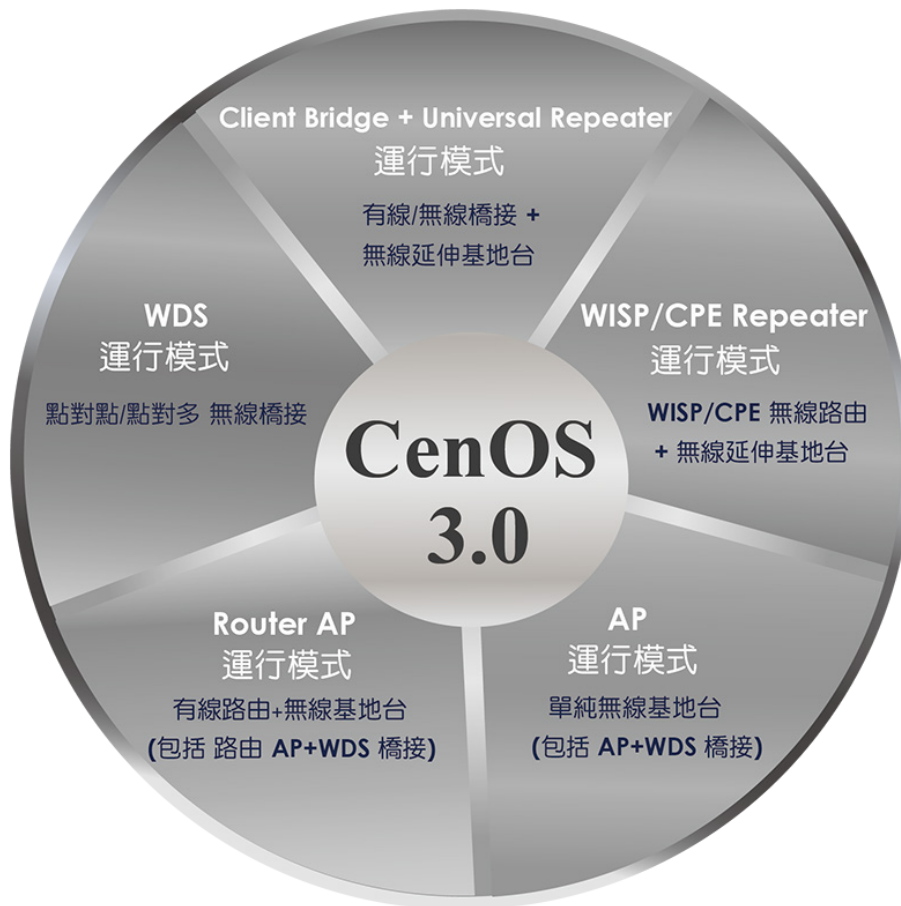 Client Bridge + Universal Repeater
運行模式
有線/無線橋接 +
無線延伸基地台
WISP/CPE Repeater
運行模式
WISP/CPE 無線路由
+ 無線延伸基地台
AP
運行模式
單純無線基地台
(包括 AP+WDS 橋接)
Router AP
運行模式
有線路由+無線基地台
(包括 路由 AP+WDS 橋接)
WDS
運行模式
點對點/點對多 無線橋接
CenOS
3.0